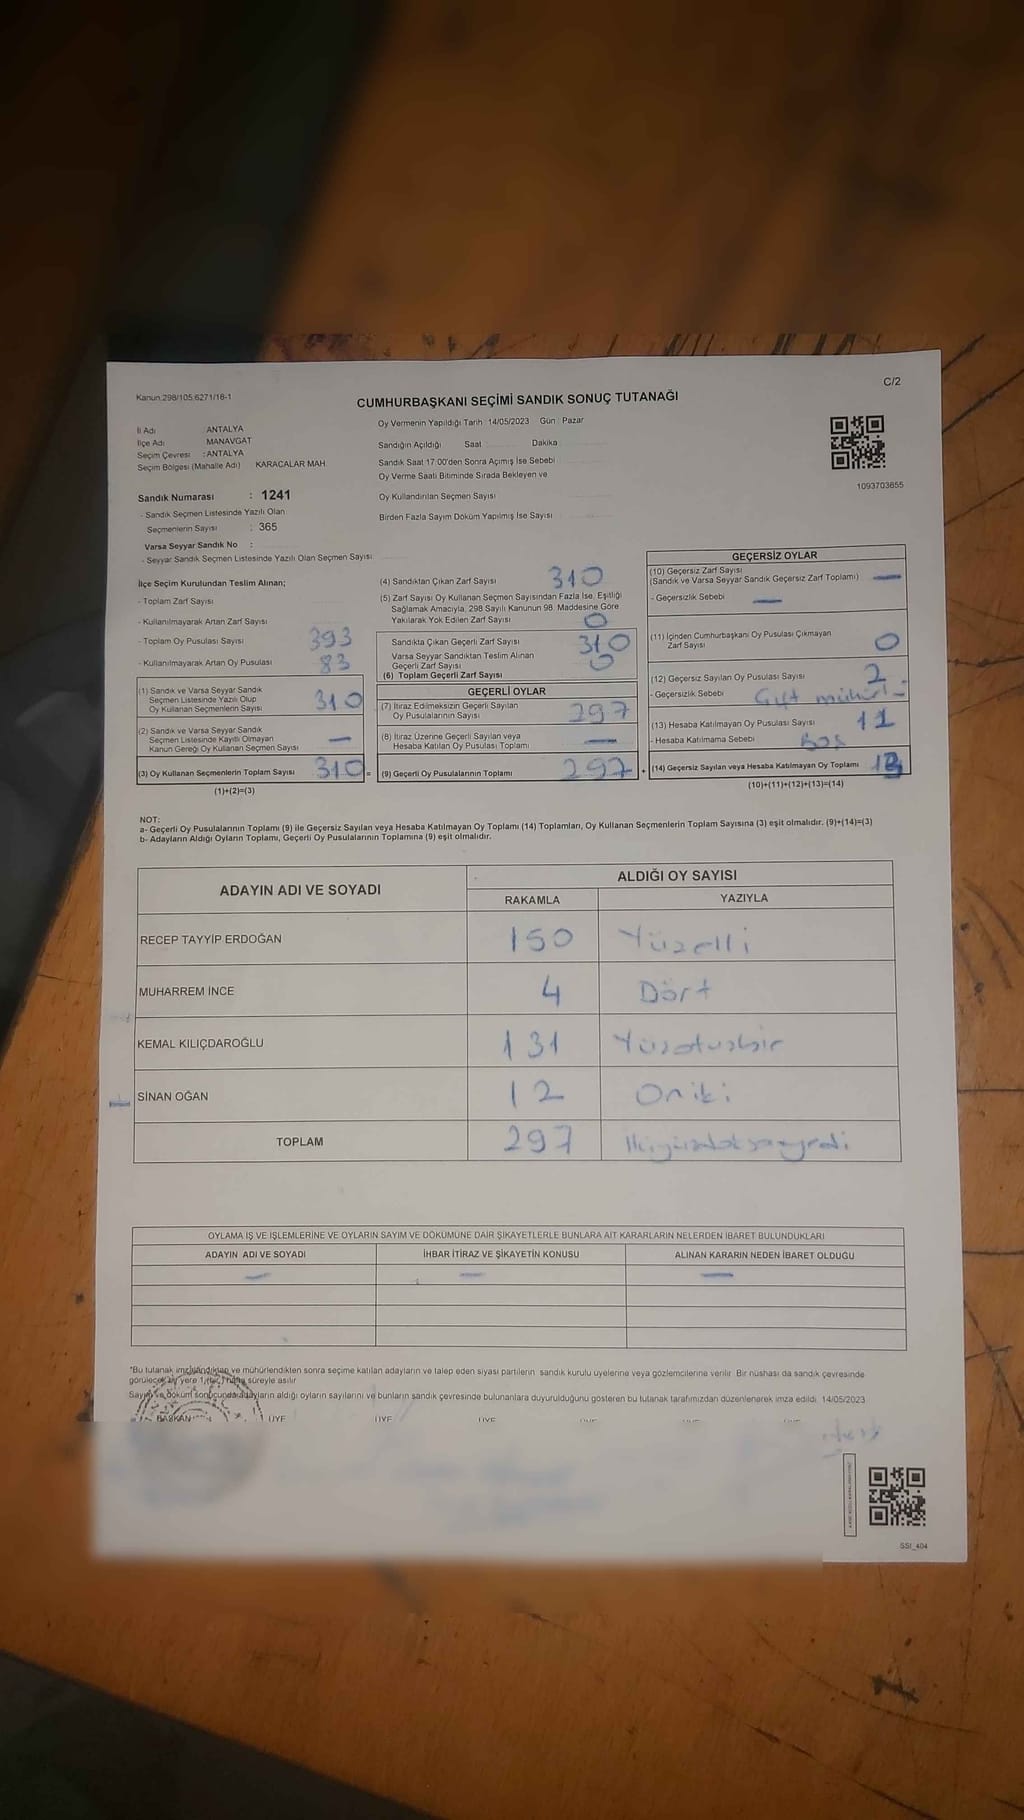 C/2
Kanun.298/105.6271/16-1
CUMHURBAŞKANI SEÇİMİ SANDIK SONUÇ TUTANAĞI
İl Adı : ANTALYA
İlçe Adı : MANAVGAT
Seçim Çevresi : ANTALYA
Seçim Bölgesi (Mahalle Adı) KARACALAR MAH
Sandık Numarası : 1241
- Sandık Seçmen Listesinde Yazılı Olan
Seçmenlerin Sayısı : 365
Varsa Seyyar Sandık No :
- Seyyar Sandık Seçmen Listesinde Yazılı Olan Seçmen Sayısı:
Oy Vermenin Yapıldığı Tarih 14/05/2023 Gün Pazar
Sandığın Açıldığı Saat Dakika
Sandık Saat 17:00'den Sonra Açımış İse Sebebi
Oy Verme Saati Bitiminde Sırada Bekleyen ve
Oy Kullandırılan Seçmen Sayısı
Birden Fazla Sayım Döküm Yapılmış İse Sayısı
1093703655
İlçe Seçim Kurulundan Teslim Alınan;
- Toplam Zarf Sayısı
- Kullanılmayarak Artan Zarf Sayısı
- Toplam Oy Pusulası Sayısı 393
- Kullanılmayarak Artan Oy Pusulası 83
(1) Sandık ve Varsa Seyyar Sandık
Seçmen Listesinde Yazılı Olup
Oy Kullanan Seçmenlerin Sayısı 310
(2) Sandık ve Varsa Seyyar Sandık
Seçmen Listesinde Kayıtlı Olmayan
Kanun Gereği Oy Kullanan Seçmen Sayısı —
(3) Oy Kullanan Seçmenlerin Toplam Sayısı 310 =
(1)+(2)=(3)
(4) Sandıktan Çıkan Zarf Sayısı 310
(5) Zarf Sayısı Oy Kullanan Seçmen Sayısından Fazla İse, Eşitliği
Sağlamak Amacıyla, 298 Sayılı Kanunun 98. Maddesine Göre
Yakılarak Yok Edilen Zarf Sayısı 0
Sandıkta Çıkan Geçerli Zarf Sayısı 310
Varsa Seyyar Sandıktan Teslim Alınan
Geçerli Zarf Sayısı 0
(6) Toplam Geçerli Zarf Sayısı
GEÇERLİ OYLAR
(7) İtiraz Edilmeksizin Geçerli Sayılan
Oy Pusulalarının Sayısı 297
(8) İtiraz Üzerine Geçerli Sayılan veya
Hesaba Katılan Oy Pusulası Toplamı —
(9) Geçerli Oy Pusulalarının Toplamı 297 +
GEÇERSİZ OYLAR
(10) Geçersiz Zarf Sayısı
(Sandık ve Varsa Seyyar Sandık Geçersiz Zarf Toplamı) —
- Geçersizlik Sebebi —
(11) İçinden Cumhurbaşkanı Oy Pusulası Çıkmayan
Zarf Sayısı 0
(12) Geçersiz Sayılan Oy Pusulası Sayısı 2
- Geçersizlik Sebebi Çift
(13) Hesaba Katılmayan Oy Pusulası Sayısı 11
- Hesaba Katılmama Sebebi Boş
(14) Geçersiz Sayılan veya Hesaba Katılmayan Oy Toplamı 13
(10)+(11)+(12)+(13)=(14)
NOT:
a- Geçerli Oy Pusulalarının Toplamı (9) ile Geçersiz Sayılan veya Hesaba Katılmayan Oy Toplamı (14) Toplamları, Oy Kullanan Seçmenlerin Toplam Sayısına (3) eşit olmalıdır. (9)+(14)=(3)
b- Adayların Aldığı Oyların Toplamı, Geçerli Oy Pusulalarının Toplamına (9) eşit olmalıdır.
ADAYIN ADI VE SOYADI ALDIĞI OY SAYISI
RAKAMLA YAZIYLA
RECEP TAYYİP ERDOĞAN 150 Yüzelli
MUHARREM İNCE 4 Dört
KEMAL KILIÇDAROĞLU 131 Yüzotuzbir
SİNAN OĞAN 12 Oniki
TOPLAM 297
OYLAMA İŞ VE İŞLEMLERİNE VE OYLARIN SAYIM VE DÖKÜMÜNE DAİR ŞİKAYETLERLE BUNLARA AİT KARARLARIN NELERDEN İBARET BULUNDUKLARI
ADAYIN ADI VE SOYADI İHBAR İTİRAZ VE ŞİKAYETİN KONUSU ALINAN KARARIN NEDEN İBARET OLDUĞU
— — —
*Bu tutanak imzalandıktan ve mühürlendikten sonra seçime katılan adayların ve talep eden siyasi partilerin sandık kurulu üyelerine veya gözlemcilerine verilir. Bir nüshası da sandık çevresinde
görülecek bir yere 1 (bir) hafta süreyle asılır
Sayım ve döküm sonucunda adayların aldığı oyların sayılarını ve bunların sandık çevresinde bulunanlara duyurulduğunu gösteren bu tutanak tarafımızdan düzenlenerek imza edildi. 14/05/2023
BAŞKAN ÜYE ÜYE ÜYE ÜYE
SSI_404